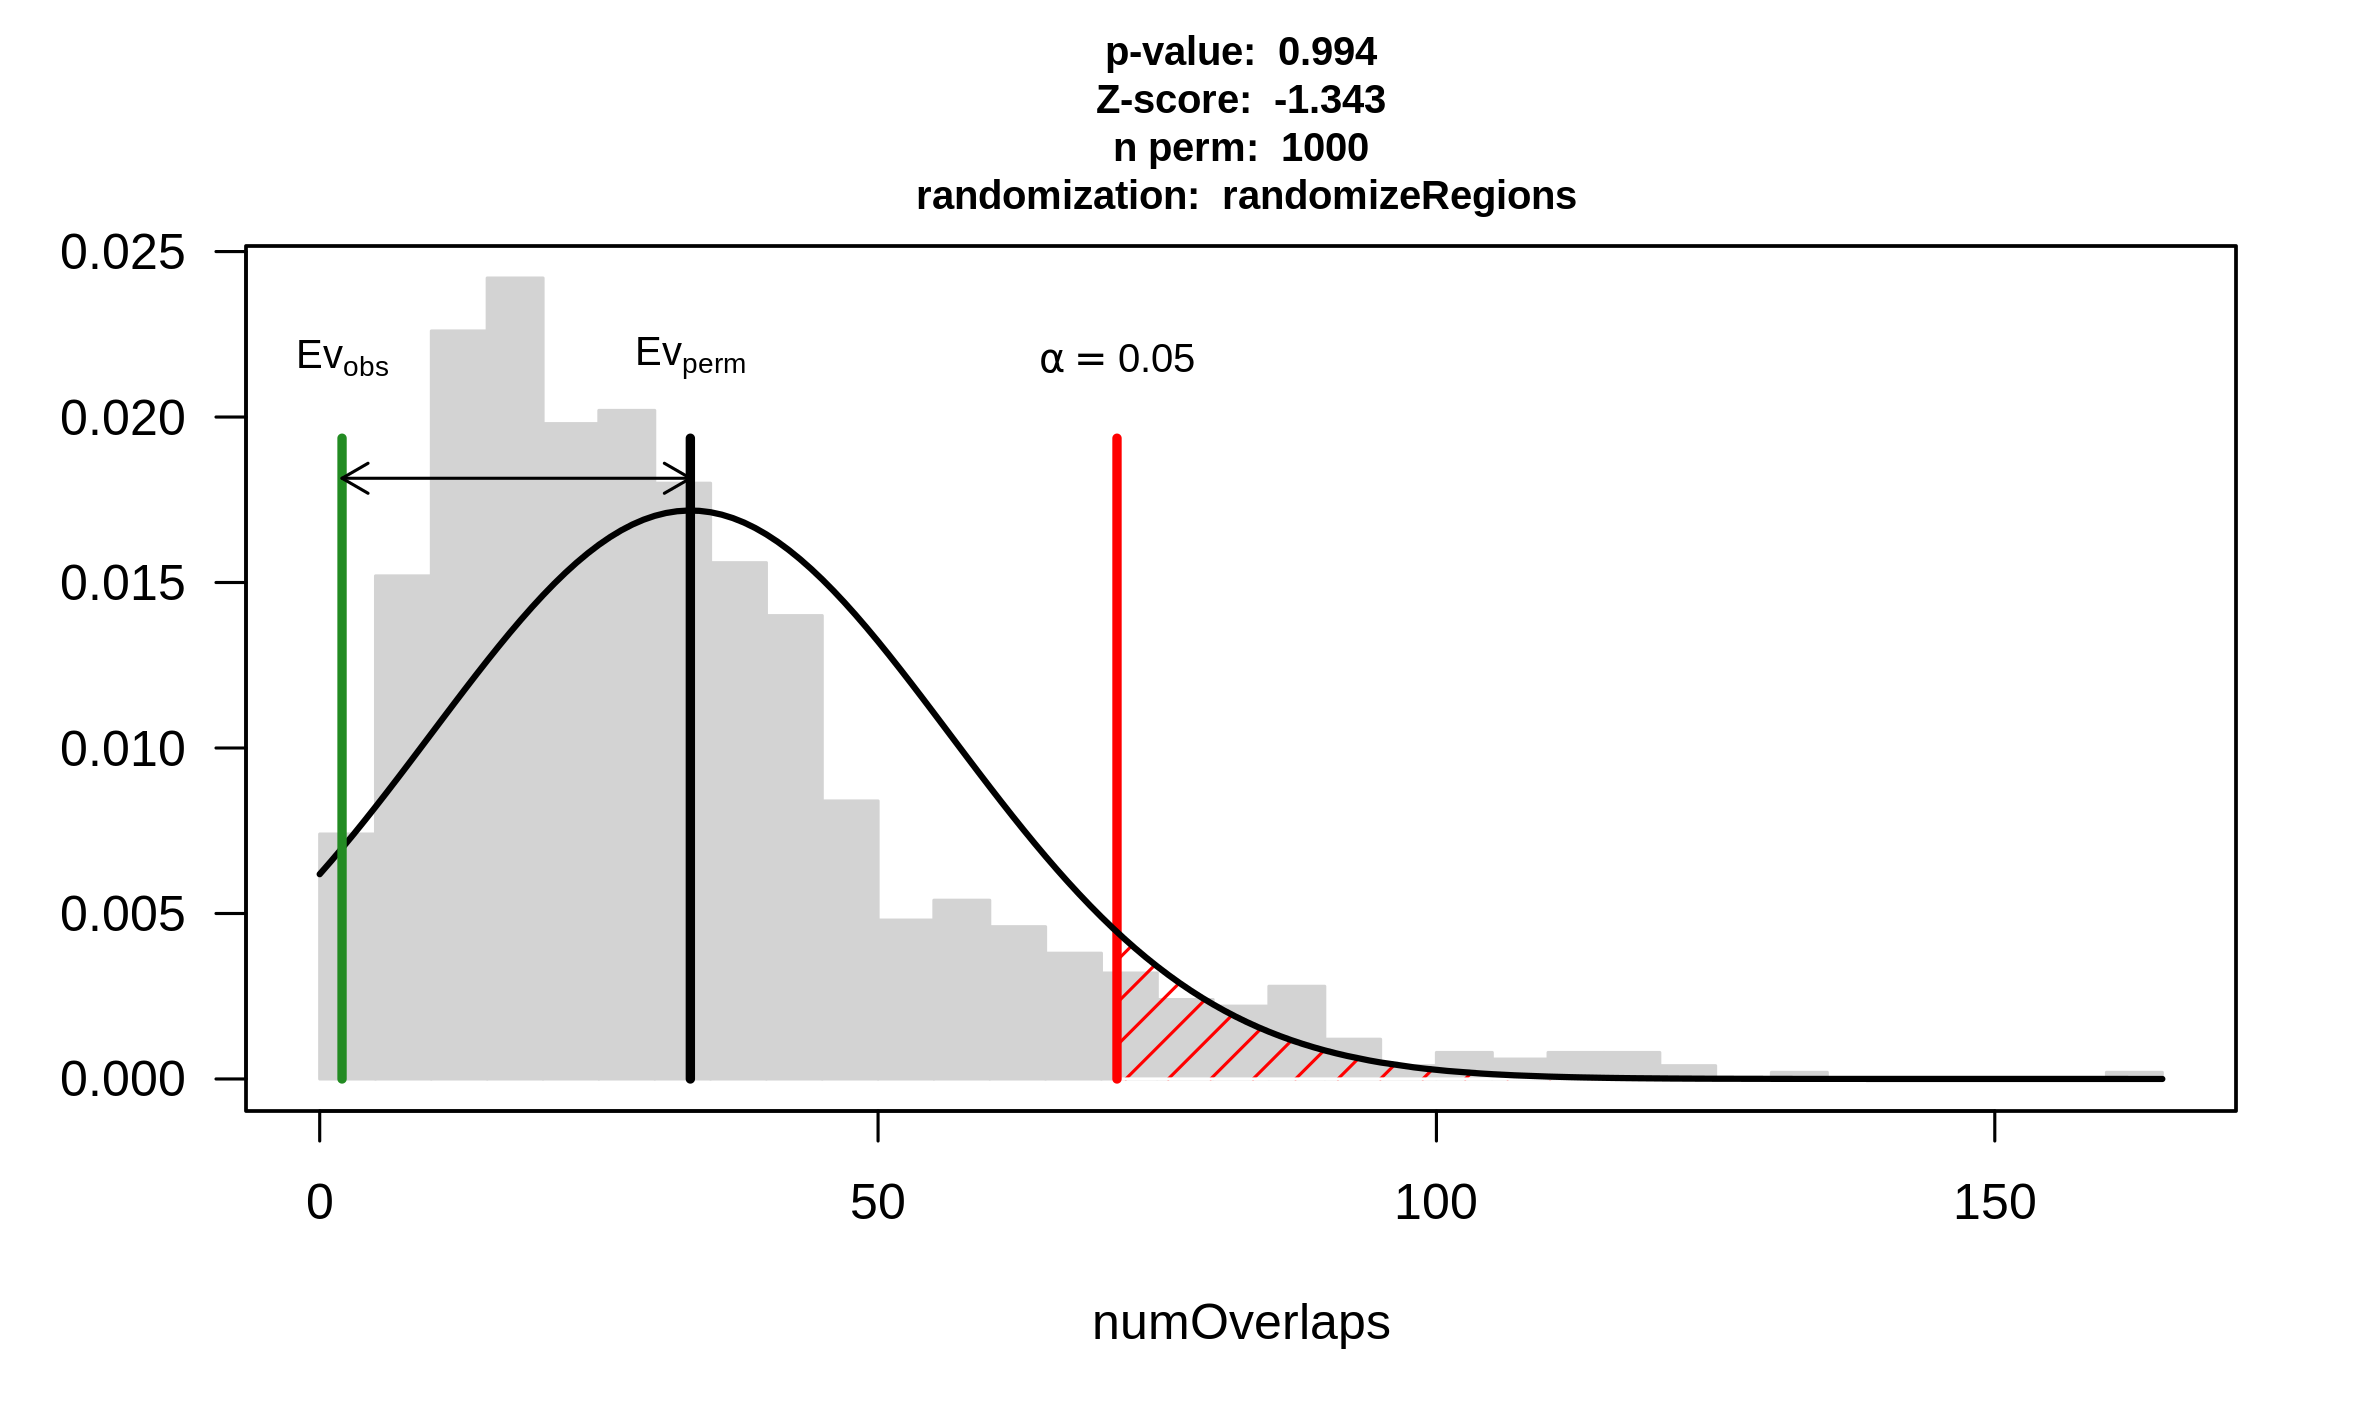 p-value: 0.994
Z-score: -1.343
n perm: 1000
randomization: randomizeRegions
0.025
0.020
0.015
0.010
0.005
0.000
Evobs
Evperm
α = 0.05
0 50 100 150
numOverlaps